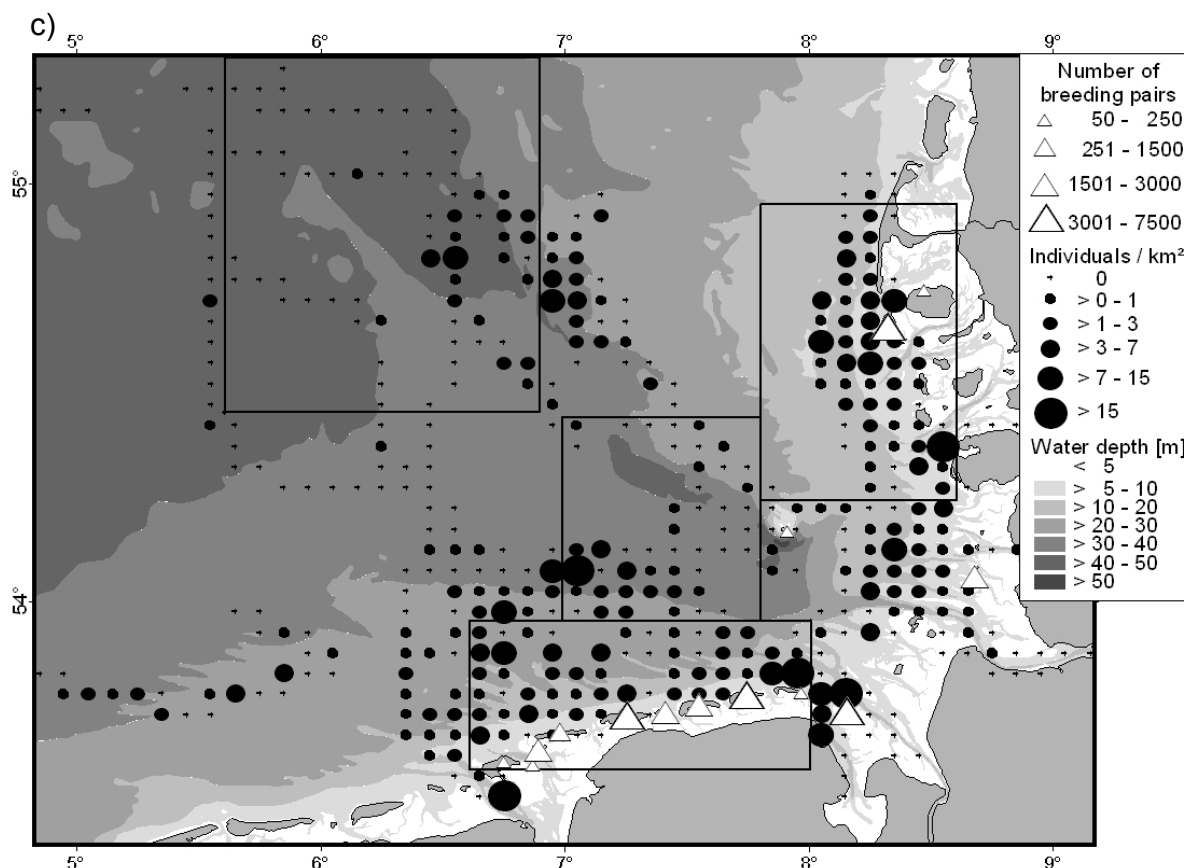 c)
5° 6° 7° 8° 9°
55°
54°
Number of
breeding pairs
50 - 250
251 - 1500
1501 - 3000
3001 - 7500
Individuals / km²
0
> 0 - 1
> 1 - 3
> 3 - 7
> 7 - 15
> 15
Water depth [m]
< 5
> 5 - 10
> 10 - 20
> 20 - 30
> 30 - 40
> 40 - 50
> 50
5° 6° 7° 8° 9°